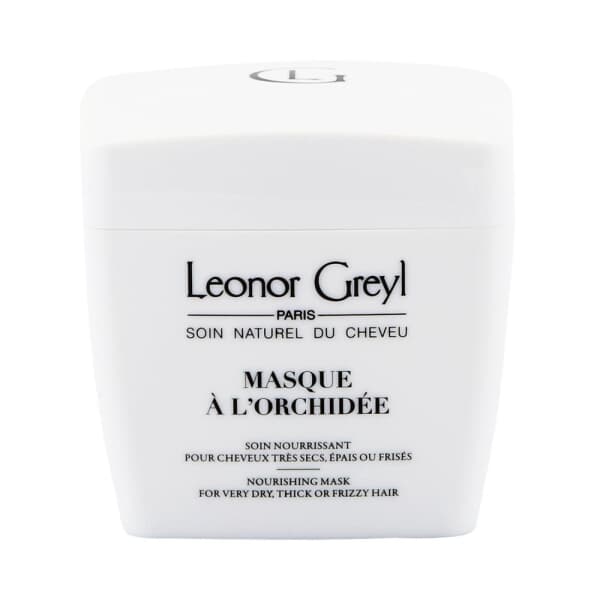 LG
Leonor Greyl
PARIS
SOIN NATUREL DU CHEVEU
MASQUE
À L'ORCHIDÉE
SOIN NOURRISSANT
POUR CHEVEUX TRÈS SECS, ÉPAIS OU FRISÉS
NOURISHING MASK
FOR VERY DRY, THICK OR FRIZZY HAIR